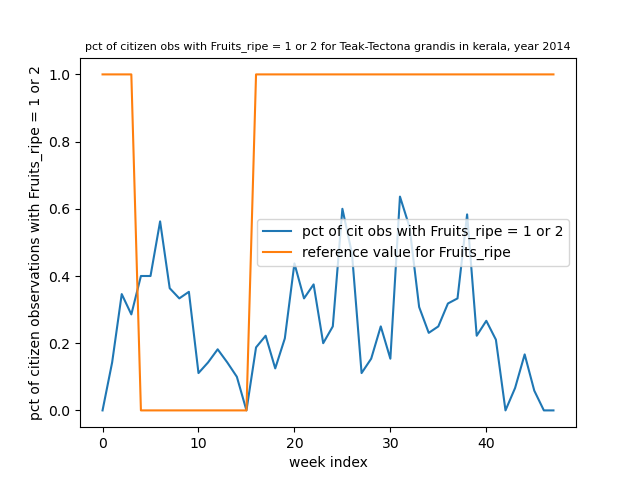 pct of citizen obs with Fruits_ripe = 1 or 2 for Teak-Tectona grandis in kerala, year 2014
pct of citizen observations with Fruits_ripe = 1 or 2
1.0
0.8
0.6
0.4
0.2
0.0
pct of cit obs with Fruits_ripe = 1 or 2
reference value for Fruits_ripe
0 10 20 30 40
week index